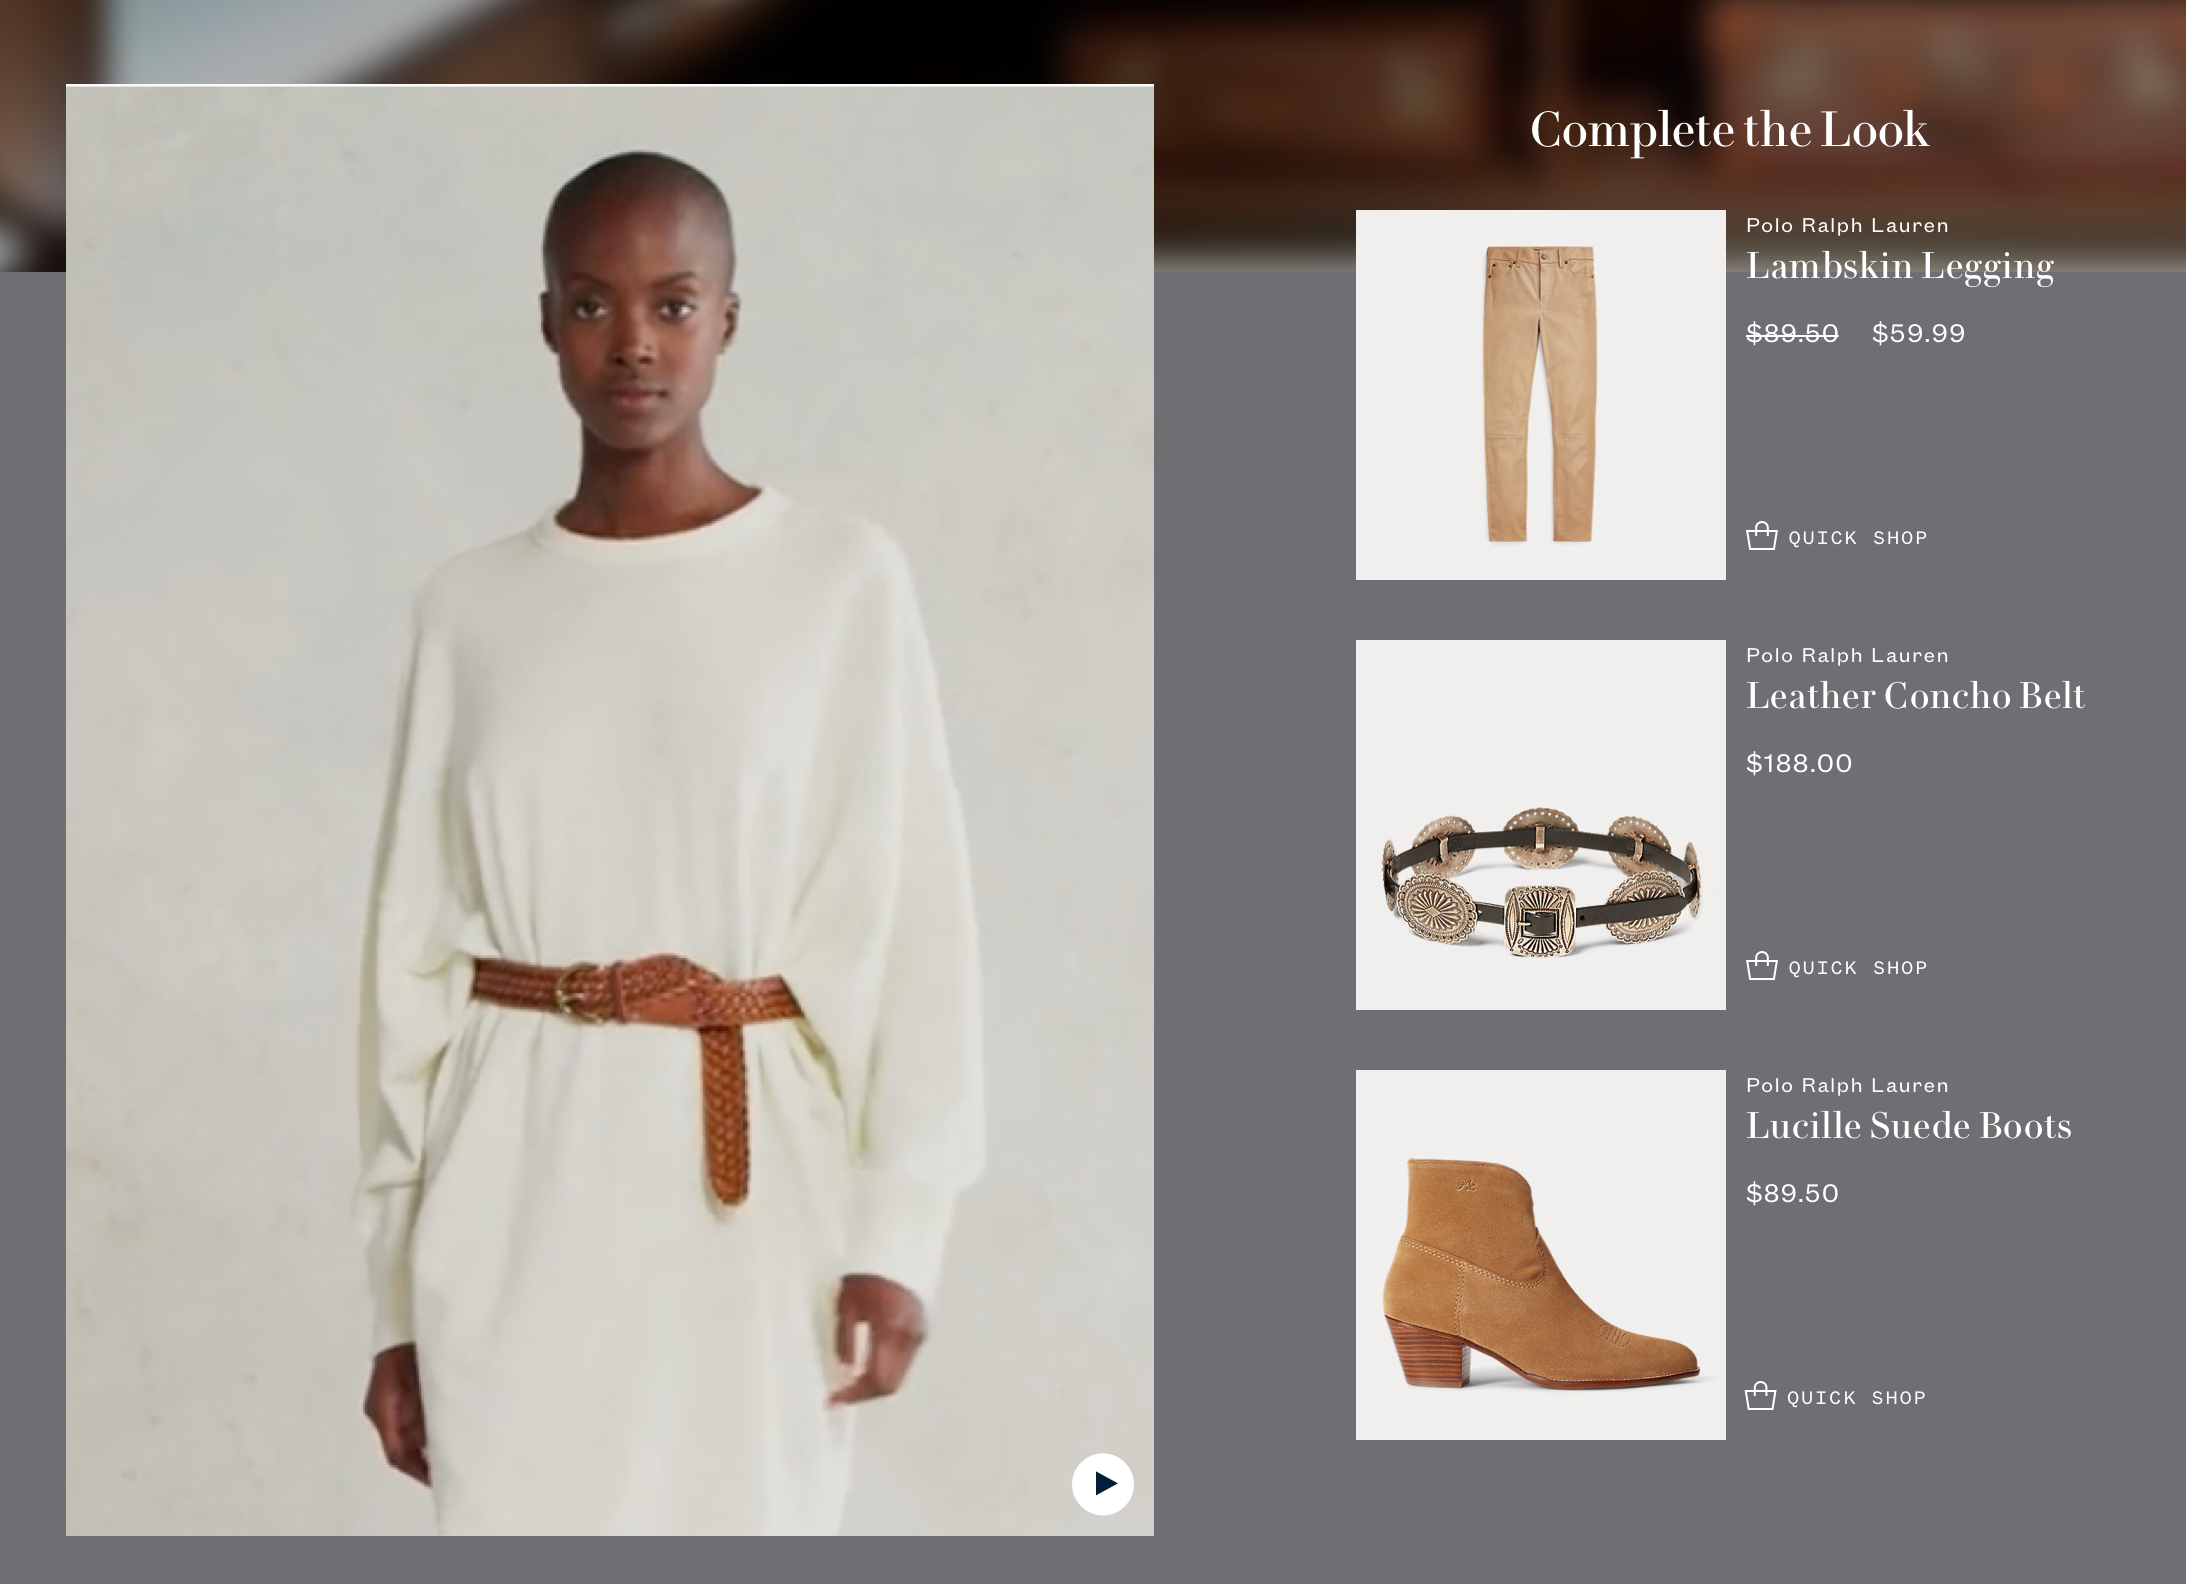 Complete the Look
Polo Ralph Lauren
Lambskin Legging
$89.50 $59.99
QUICK SHOP
Polo Ralph Lauren
Leather Concho Belt
$188.00
QUICK SHOP
Polo Ralph Lauren
Lucille Suede Boots
$89.50
QUICK SHOP